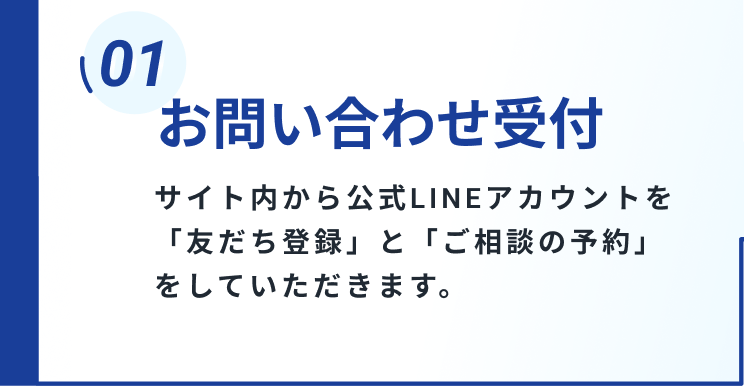 01
お問い合わせ受付
サイト内から公式LINEアカウントを
「友だち登録」と「ご相談の予約」
をしていただきます。